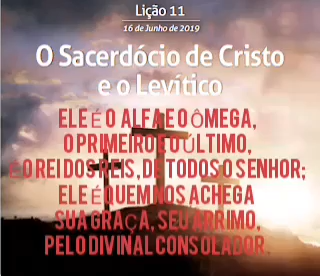 Lição 11
16 de Junho de 2019
O Sacerdócio de Cristo
e o Levítico
ELE É O ALFA E O ÔMEGA,
O PRIMEIRO E O ÚLTIMO,
É O REI DOS REIS, DE TODOS O SENHOR;
ELE É QUEM NOS ACHEGA
SUA GRAÇA, SEU ARRIMO,
PELO DIVINAL CONSOLADOR.